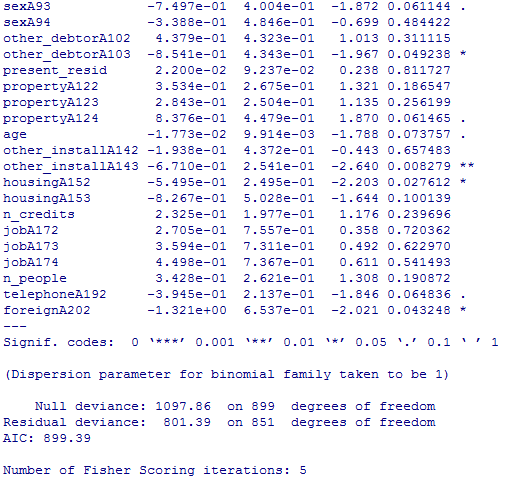 sexA93 -7.497e-01 4.004e-01 -1.872 0.061144 .
sexA94 -3.388e-01 4.846e-01 -0.699 0.484422
other_debtorA102 4.379e-01 4.323e-01 1.013 0.311115
other_debtorA103 -8.541e-01 4.343e-01 -1.967 0.049238 *
present_resid 2.200e-02 9.237e-02 0.238 0.811727
propertyA122 3.534e-01 2.675e-01 1.321 0.186547
propertyA123 2.843e-01 2.504e-01 1.135 0.256199
propertyA124 8.376e-01 4.479e-01 1.870 0.061465 .
age -1.773e-02 9.914e-03 -1.788 0.073757 .
other_installA142 -1.938e-01 4.372e-01 -0.443 0.657483
other_installA143 -6.710e-01 2.541e-01 -2.640 0.008279 **
housingA152 -5.495e-01 2.495e-01 -2.203 0.027612 *
housingA153 -8.267e-01 5.028e-01 -1.644 0.100139
n_credits 2.325e-01 1.977e-01 1.176 0.239696
jobA172 2.705e-01 7.557e-01 0.358 0.720362
jobA173 3.594e-01 7.311e-01 0.492 0.622970
jobA174 4.498e-01 7.367e-01 0.611 0.541493
n_people 3.428e-01 2.621e-01 1.308 0.190872
telephoneA192 -3.945e-01 2.137e-01 -1.846 0.064836 .
foreignA202 -1.321e+00 6.537e-01 -2.021 0.043248 *
---
Signif. codes: 0 ‘***’ 0.001 ‘**’ 0.01 ‘*’ 0.05 ‘.’ 0.1 ‘ ’ 1
(Dispersion parameter for binomial family taken to be 1)
Null deviance: 1097.86 on 899 degrees of freedom
Residual deviance: 801.39 on 851 degrees of freedom
AIC: 899.39
Number of Fisher Scoring iterations: 5